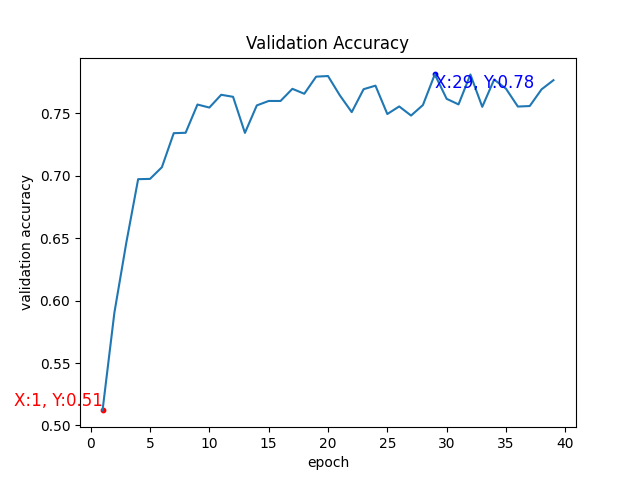 Validation Accuracy
X:29, Y:0.78
0.75
0.70
0.65
0.60
0.55
0.50
validation accuracy
X:1, Y:0.51
0 5 10 15 20 25 30 35 40
epoch